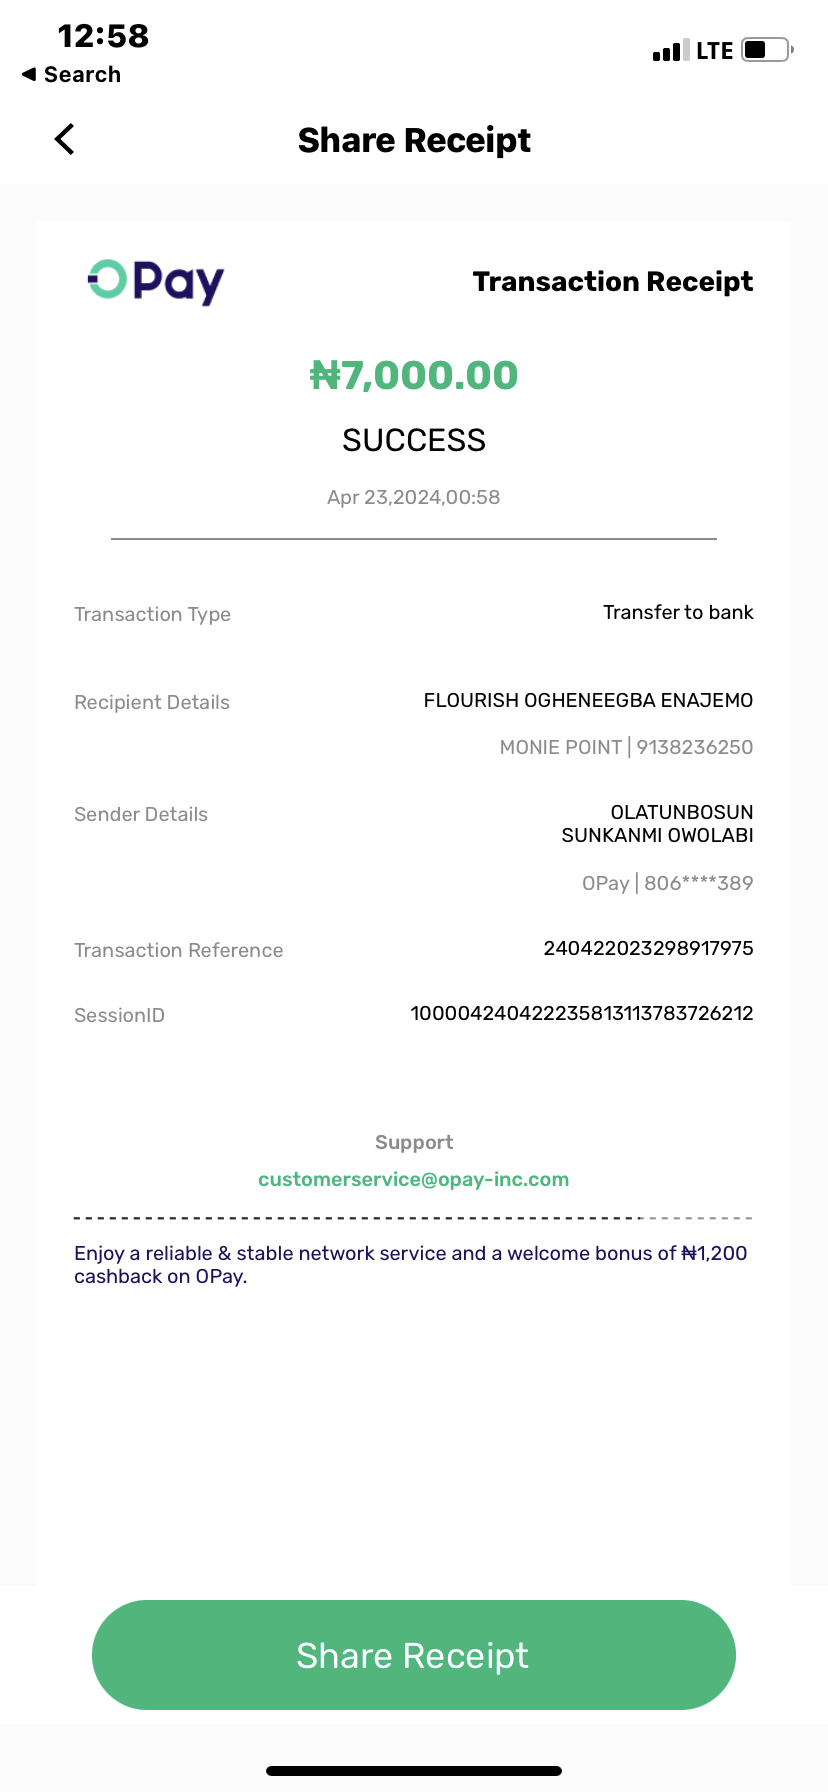 12:58
LTE
◀ Search
Share Receipt
OPay
Transaction Receipt
₦7,000.00
SUCCESS
Apr 23,2024,00:58
Transaction Type
Transfer to bank
Recipient Details
FLOURISH OGHENEEGBA ENAJEMO
MONIE POINT | 9138236250
Sender Details
OLATUNBOSUN
SUNKANMI OWOLABI
OPay | 806****389
Transaction Reference
240422023298917975
SessionID
100004240422235813113783726212
Support
customerservice@opay-inc.com
Enjoy a reliable & stable network service and a welcome bonus of ₦1,200
cashback on OPay.
Share Receipt